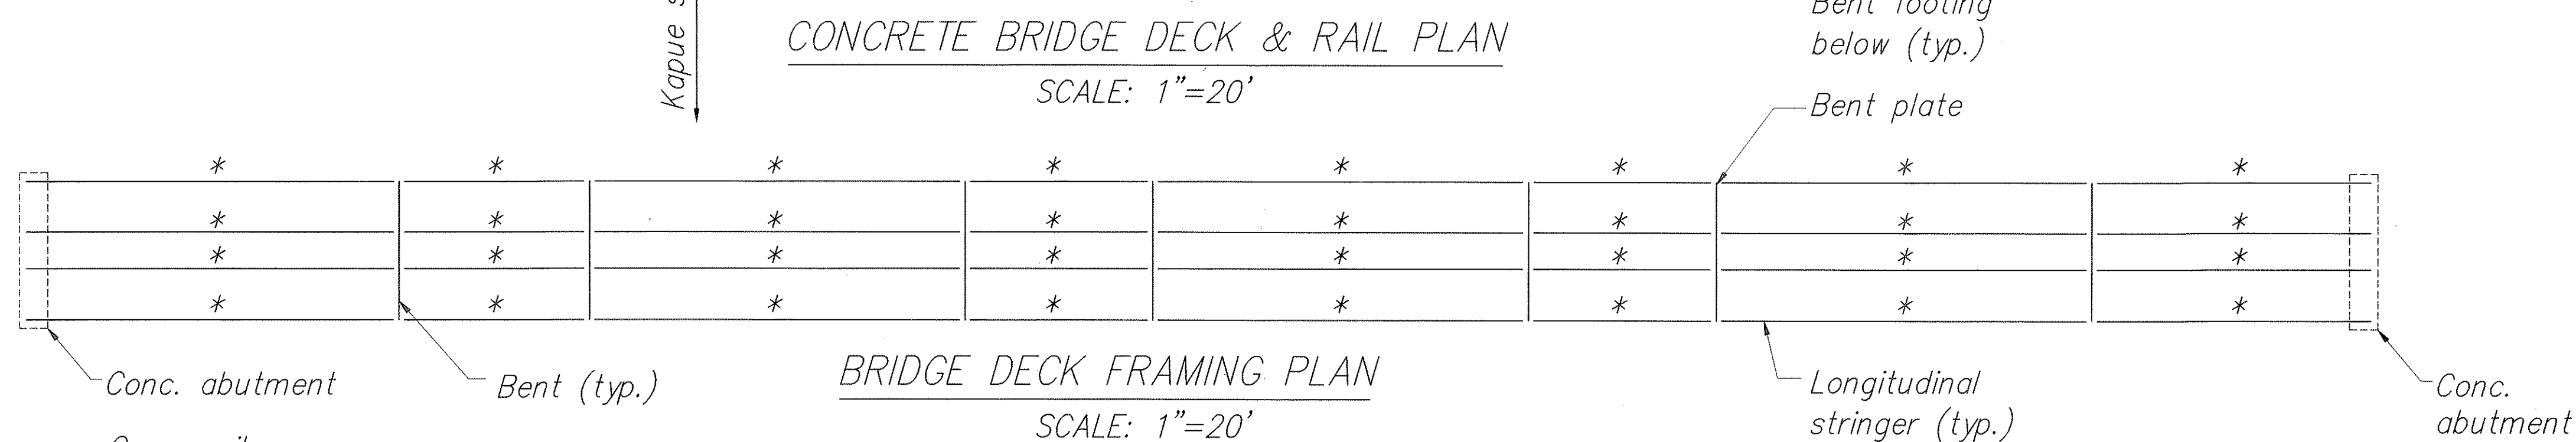 Kapue s
CONCRETE BRIDGE DECK & RAIL PLAN
SCALE: 1"=20'
Bent footing
below (typ.)
Bent plate
* * * * * * * *
* * * * * * * *
* * * * * * * *
* * * * * * * *
Conc. abutment
Bent (typ.)
BRIDGE DECK FRAMING PLAN
SCALE: 1"=20'
Longitudinal
stringer (typ.)
Conc.
abutment